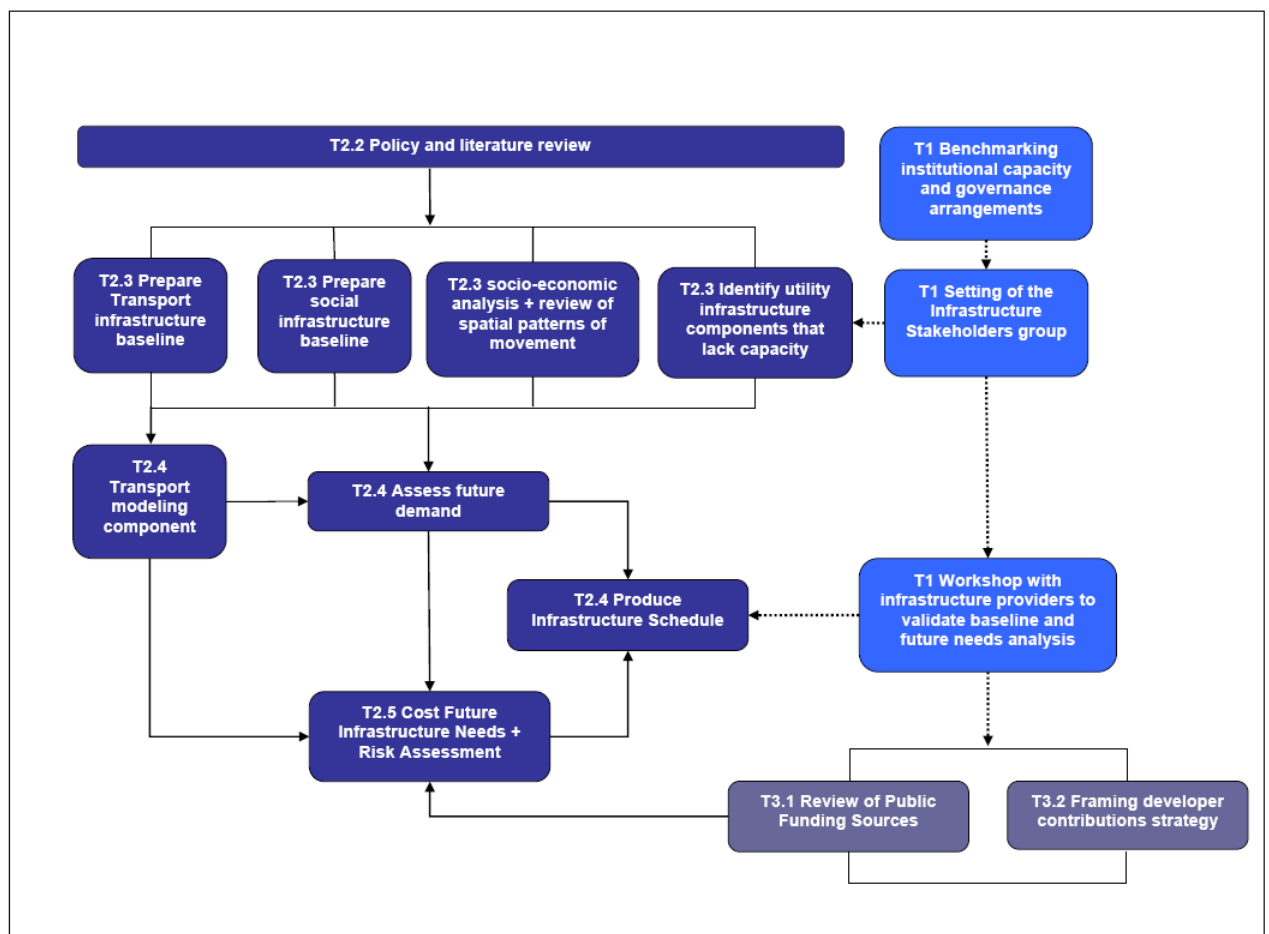 T2.2 Policy and literature review
T1 Benchmarking
institutional capacity
and governance
arrangements
T2.3 Prepare
Transport
infrastructure
baseline
T2.3 Prepare
social
infrastructure
baseline
T2.3 socio-economic
analysis + review of
spatial patterns of
movement
T2.3 Identify utility
infrastructure
components that
lack capacity
T1 Setting of the
Infrastructure
Stakeholders group
T2.4
Transport
modeling
component
T2.4 Assess future
demand
T2.4 Produce
Infrastructure Schedule
T1 Workshop with
infrastructure providers to
validate baseline and
future needs analysis
T2.5 Cost Future
Infrastructure Needs +
Risk Assessment
T3.1 Review of Public
Funding Sources
T3.2 Framing developer
contributions strategy